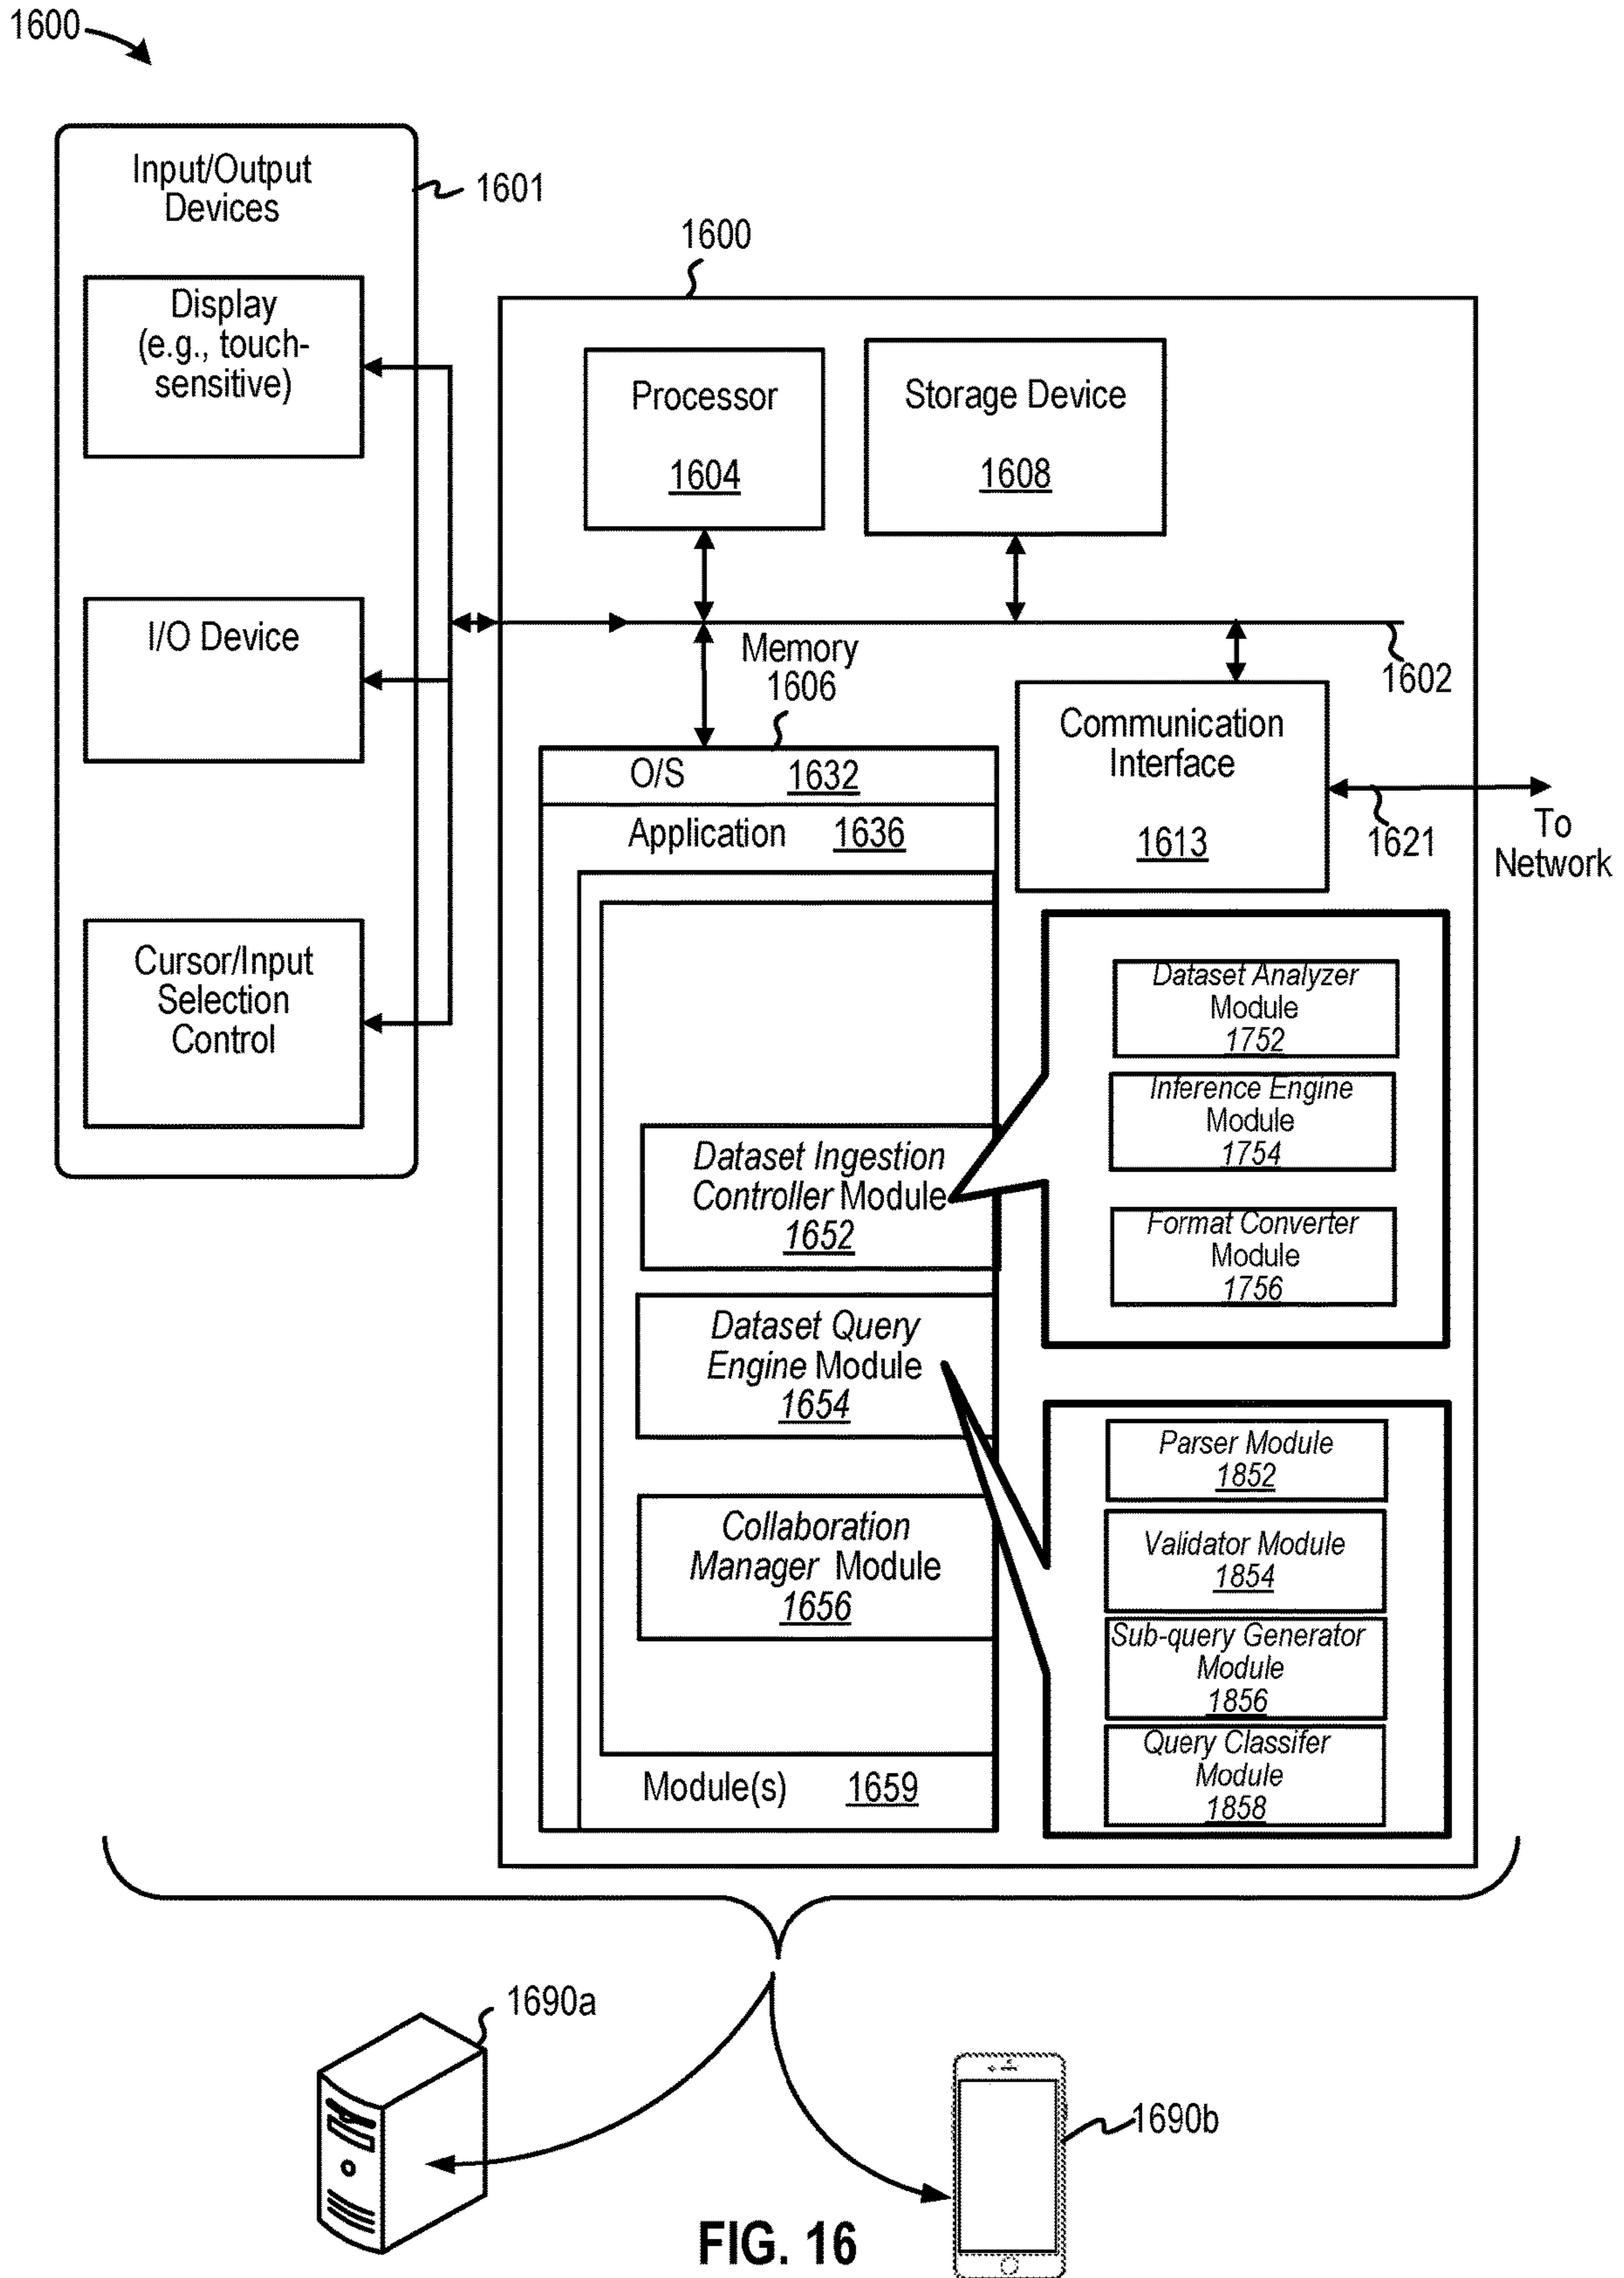 1600
Input/Output
Devices
1601
Display
(e.g., touch-
sensitive)
I/O Device
Cursor/Input
Selection
Control
1600
Processor
1604
Storage Device
1608
Memory
1606
1602
Communication
Interface
1613
1621
To
Network
O/S 1632
Application 1636
Dataset Ingestion
Controller Module
1652
Dataset Query
Engine Module
1654
Collaboration
Manager Module
1656
Module(s) 1659
Dataset Analyzer
Module
1752
Inference Engine
Module
1754
Format Converter
Module
1756
Parser Module
1852
Validator Module
1854
Sub-query Generator
Module
1856
Query Classifer
Module
1858
1690a
1690b
FIG. 16